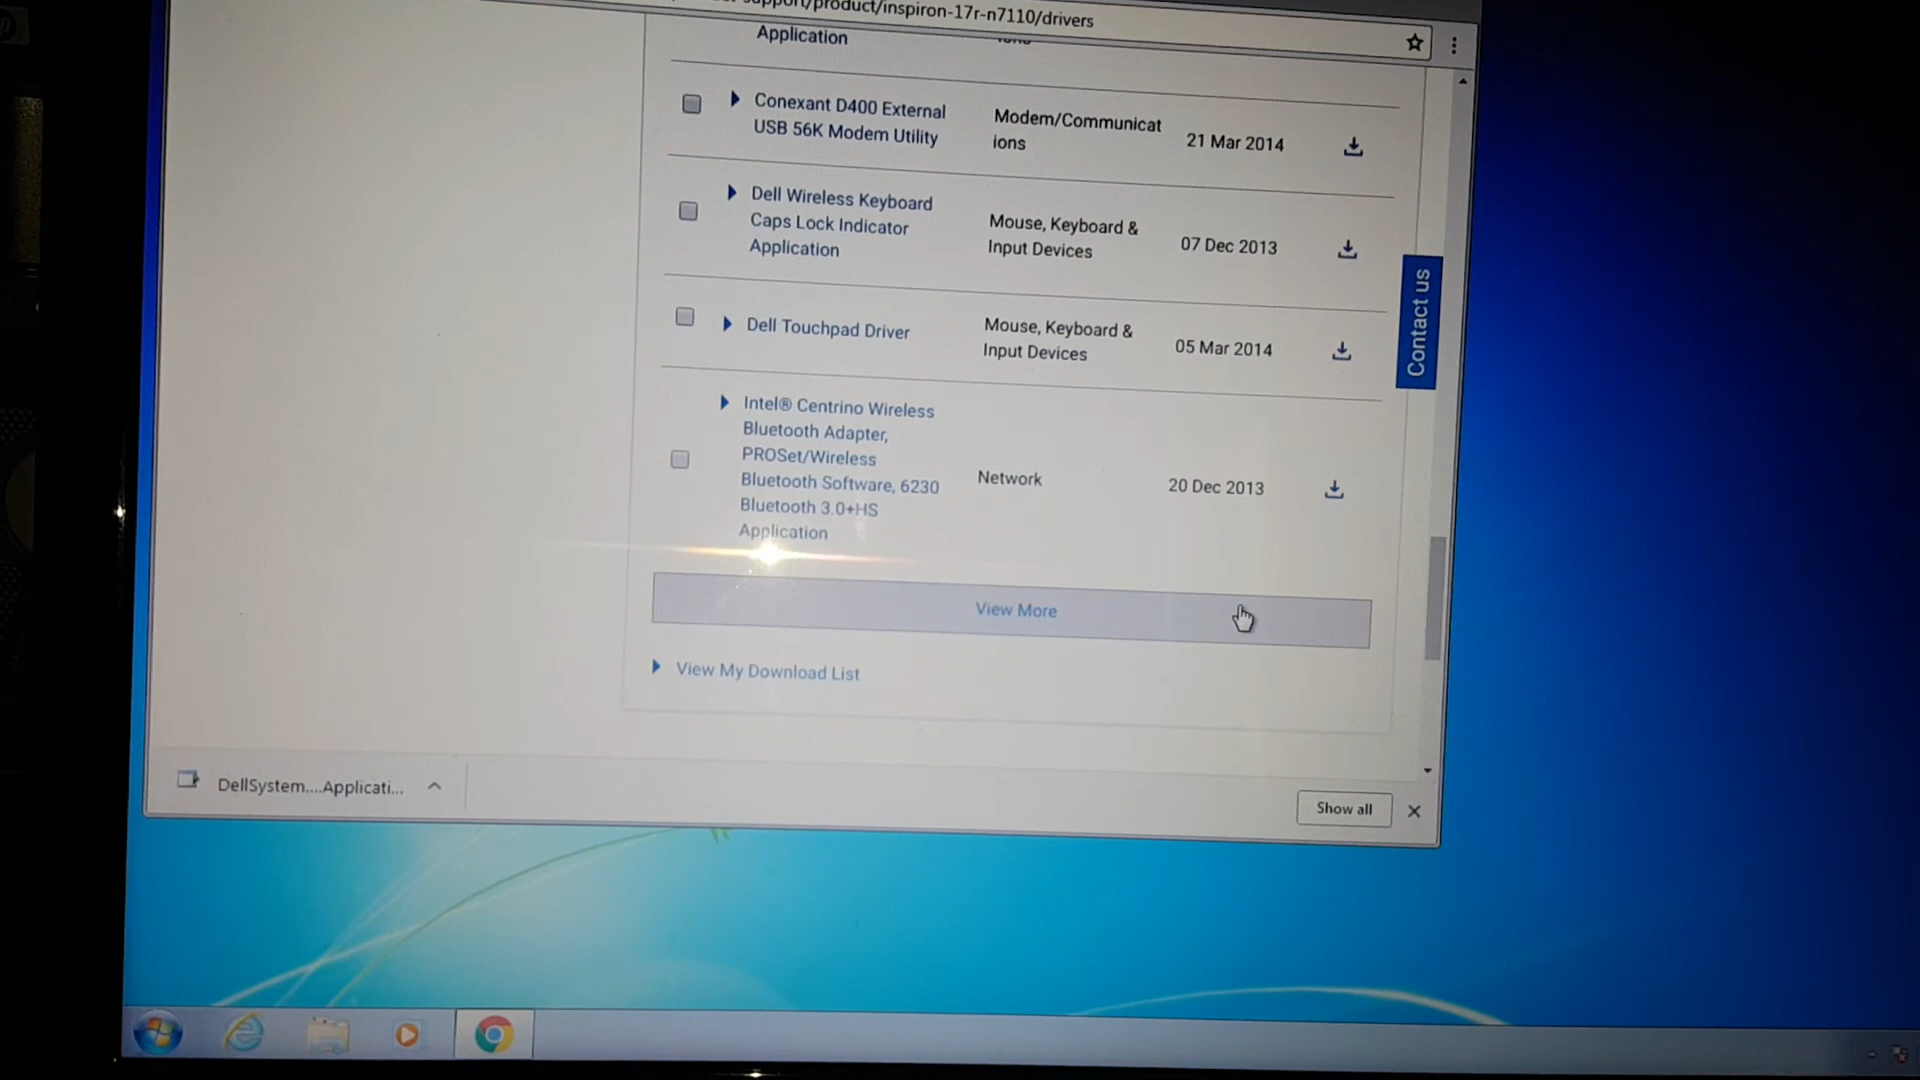 support/product/inspiron-17r-n7110/drivers
Application
Conexant D400 External
USB 56K Modem Utility
Modem/Communicat
ions
21 Mar 2014
Dell Wireless Keyboard
Caps Lock Indicator
Application
Mouse, Keyboard &
Input Devices
07 Dec 2013
Dell Touchpad Driver
Mouse, Keyboard &
Input Devices
05 Mar 2014
Intel® Centrino Wireless
Bluetooth Adapter,
PROSet/Wireless
Bluetooth Software, 6230
Bluetooth 3.0+HS
Application
Network
20 Dec 2013
Contact us
View More
View My Download List
DellSystem....Applicati...
Show all